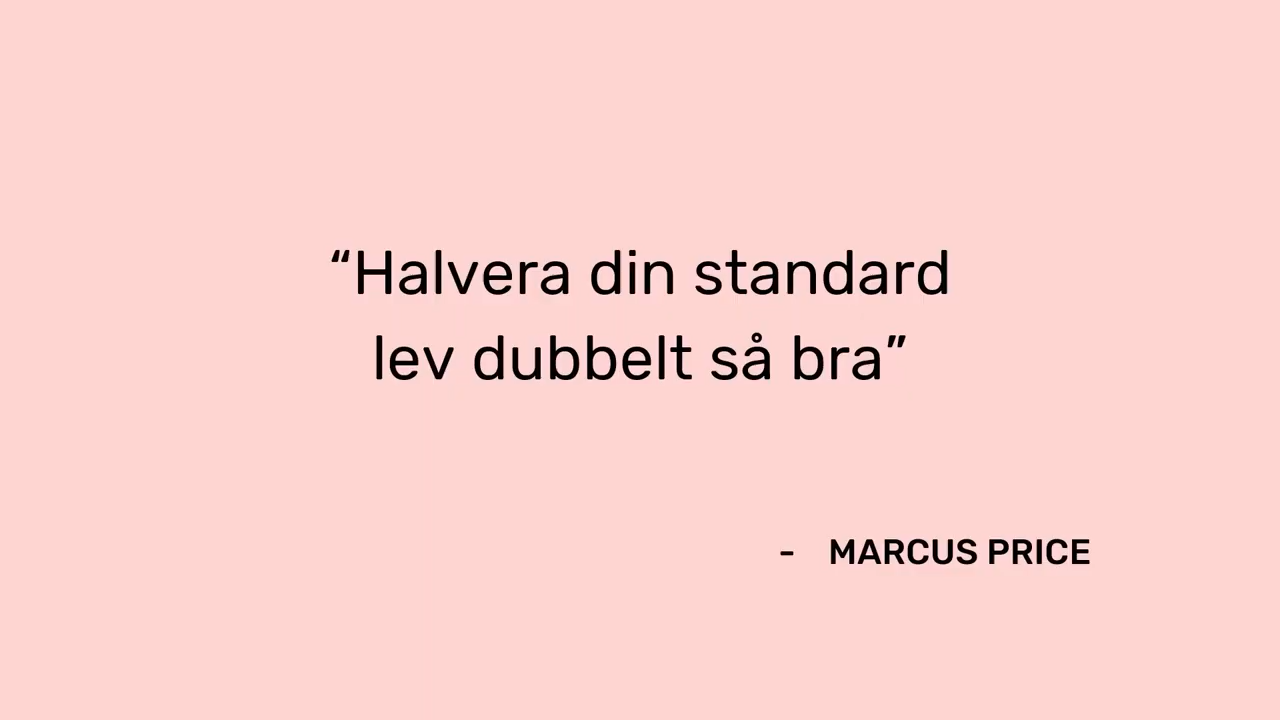 “Halvera din standard
lev dubbelt så bra”
- MARCUS PRICE